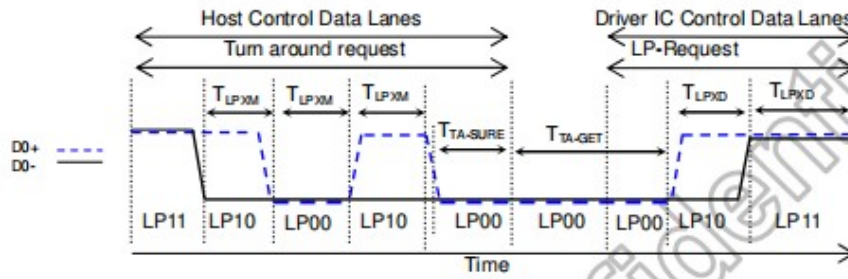 Host Control Data Lanes
Driver IC Control Data Lanes
Turn around request
LP-Request
TLPXM TLPXM TLPXM TLPXD TLPXD
TTA-SURE TTA-GET
D0+
D0-
LP11 LP10 LP00 LP10 LP00 LP00 LP00 LP10 LP11
Time